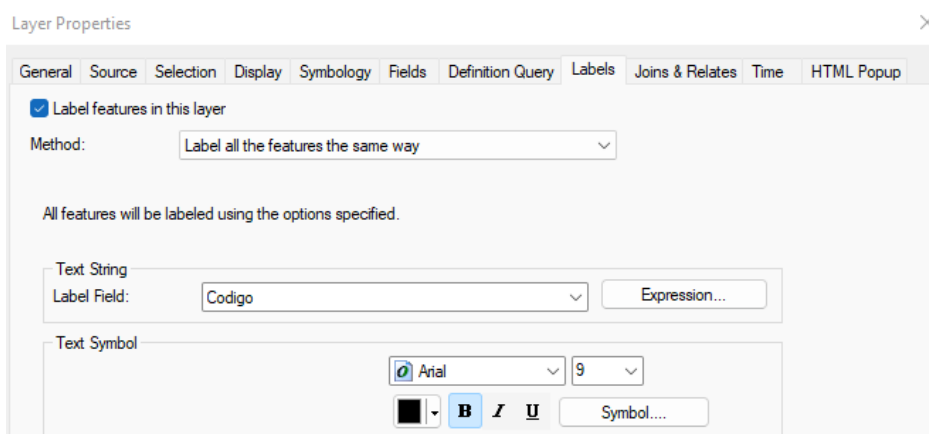 Layer Properties
General Source Selection Display Symbology Fields Definition Query Labels Joins & Relates Time HTML Popup
Label features in this layer
Method: Label all the features the same way
All features will be labeled using the options specified.
Text String
Label Field: Codigo Expression...
Text Symbol
O Arial 9
B I U Symbol....